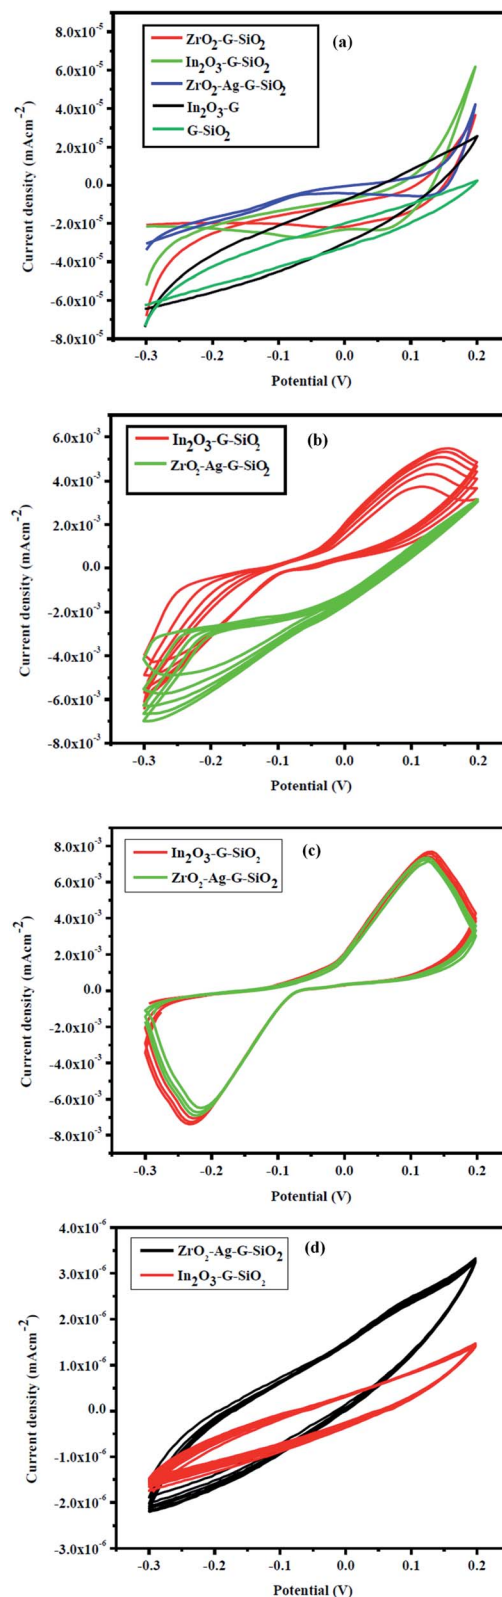 (a)
ZrO₂-G-SiO₂
In₂O₃-G-SiO₂
ZrO₂-Ag-G-SiO₂
In₂O₃-G
G-SiO₂
8.0x10⁻⁵
6.0x10⁻⁵
4.0x10⁻⁵
2.0x10⁻⁵
0.0
-2.0x10⁻⁵
-4.0x10⁻⁵
-6.0x10⁻⁵
-8.0x10⁻⁵
Current density (mAcm⁻²)
-0.3 -0.2 -0.1 0.0 0.1 0.2
Potential (V)
(b)
In₂O₃-G-SiO₂
ZrO₂-Ag-G-SiO₂
6.0x10⁻³
4.0x10⁻³
2.0x10⁻³
0.0
-2.0x10⁻³
-4.0x10⁻³
-6.0x10⁻³
-8.0x10⁻³
Current density (mAcm⁻²)
-0.3 -0.2 -0.1 0.0 0.1 0.2
Potential (V)
(c)
In₂O₃-G-SiO₂
ZrO₂-Ag-G-SiO₂
8.0x10⁻³
6.0x10⁻³
4.0x10⁻³
2.0x10⁻³
0.0
-2.0x10⁻³
-4.0x10⁻³
-6.0x10⁻³
-8.0x10⁻³
Current density (mAcm⁻²)
-0.3 -0.2 -0.1 0.0 0.1 0.2
Potential (V)
(d)
ZrO₂-Ag-G-SiO₂
In₂O₃-G-SiO₂
4.0x10⁻⁶
3.0x10⁻⁶
2.0x10⁻⁶
1.0x10⁻⁶
0.0
-1.0x10⁻⁶
-2.0x10⁻⁶
-3.0x10⁻⁶
Current density (mAcm⁻²)
-0.3 -0.2 -0.1 0.0 0.1 0.2
Potential (V)